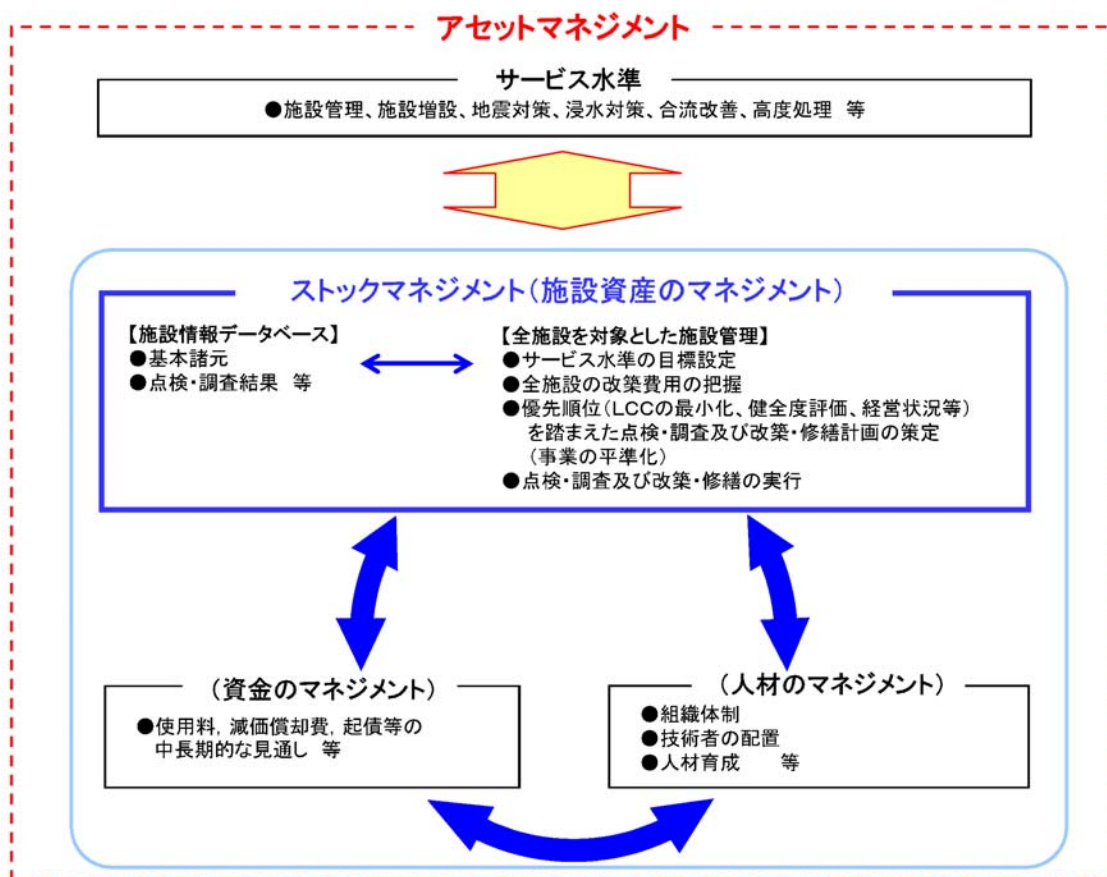 アセットマネジメント
サービス水準
●施設管理、施設増設、地震対策、浸水対策、合流改善、高度処理 等
ストックマネジメント(施設資産のマネジメント)
【施設情報データベース】
●基本諸元
●点検・調査結果 等
【全施設を対象とした施設管理】
●サービス水準の目標設定
●全施設の改築費用の把握
●優先順位(LCCの最小化、健全度評価、経営状況等)
を踏まえた点検・調査及び改築・修繕計画の策定
(事業の平準化)
●点検・調査及び改築・修繕の実行
(資金のマネジメント)
●使用料, 減価償却費, 起債等の
中長期的な見通し 等
(人材のマネジメント)
●組織体制
●技術者の配置
●人材育成 等